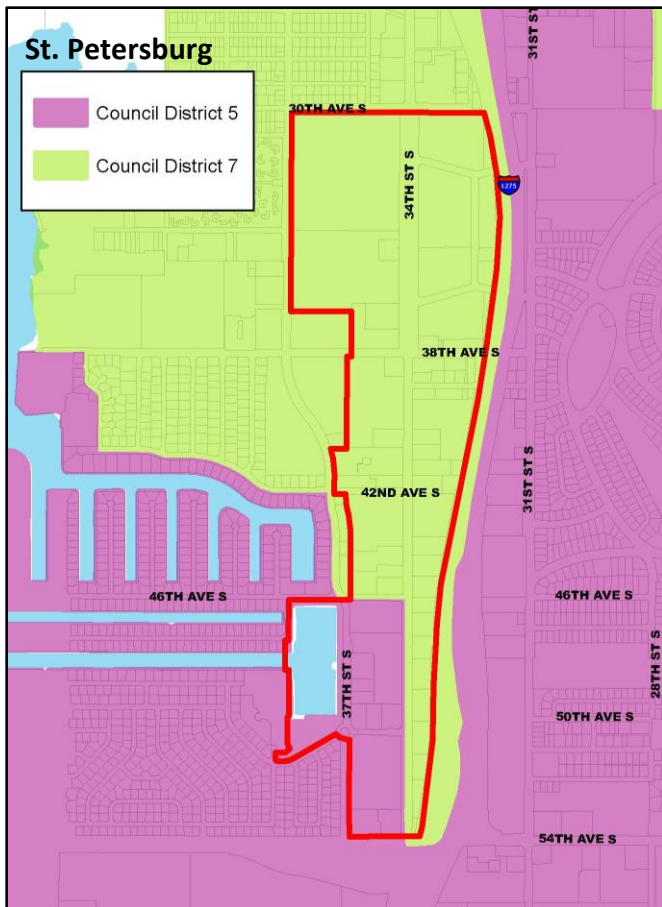 St. Petersburg
Council District 5
Council District 7
31ST ST S
30TH AVE S
34TH ST S
I-275
38TH AVE S
31ST ST S
42ND AVE S
46TH AVE S
46TH AVE S
28TH ST S
37TH ST S
50TH AVE S
54TH AVE S